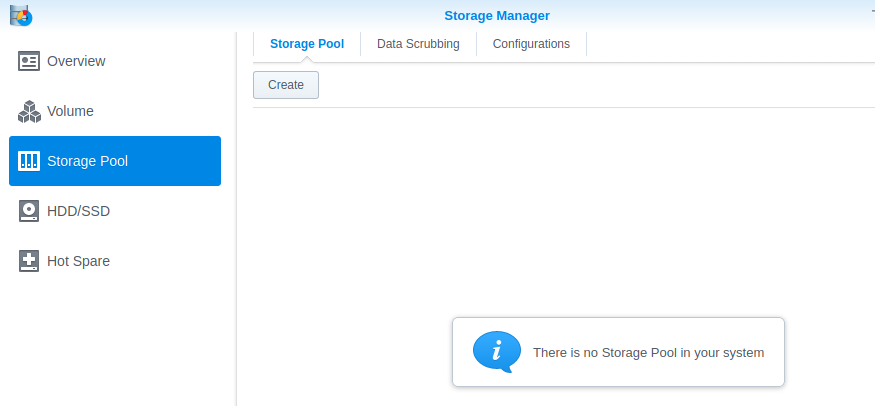 Storage Manager
Overview
Volume
Storage Pool
HDD/SSD
Hot Spare
Storage Pool
Data Scrubbing
Configurations
Create
There is no Storage Pool in your system